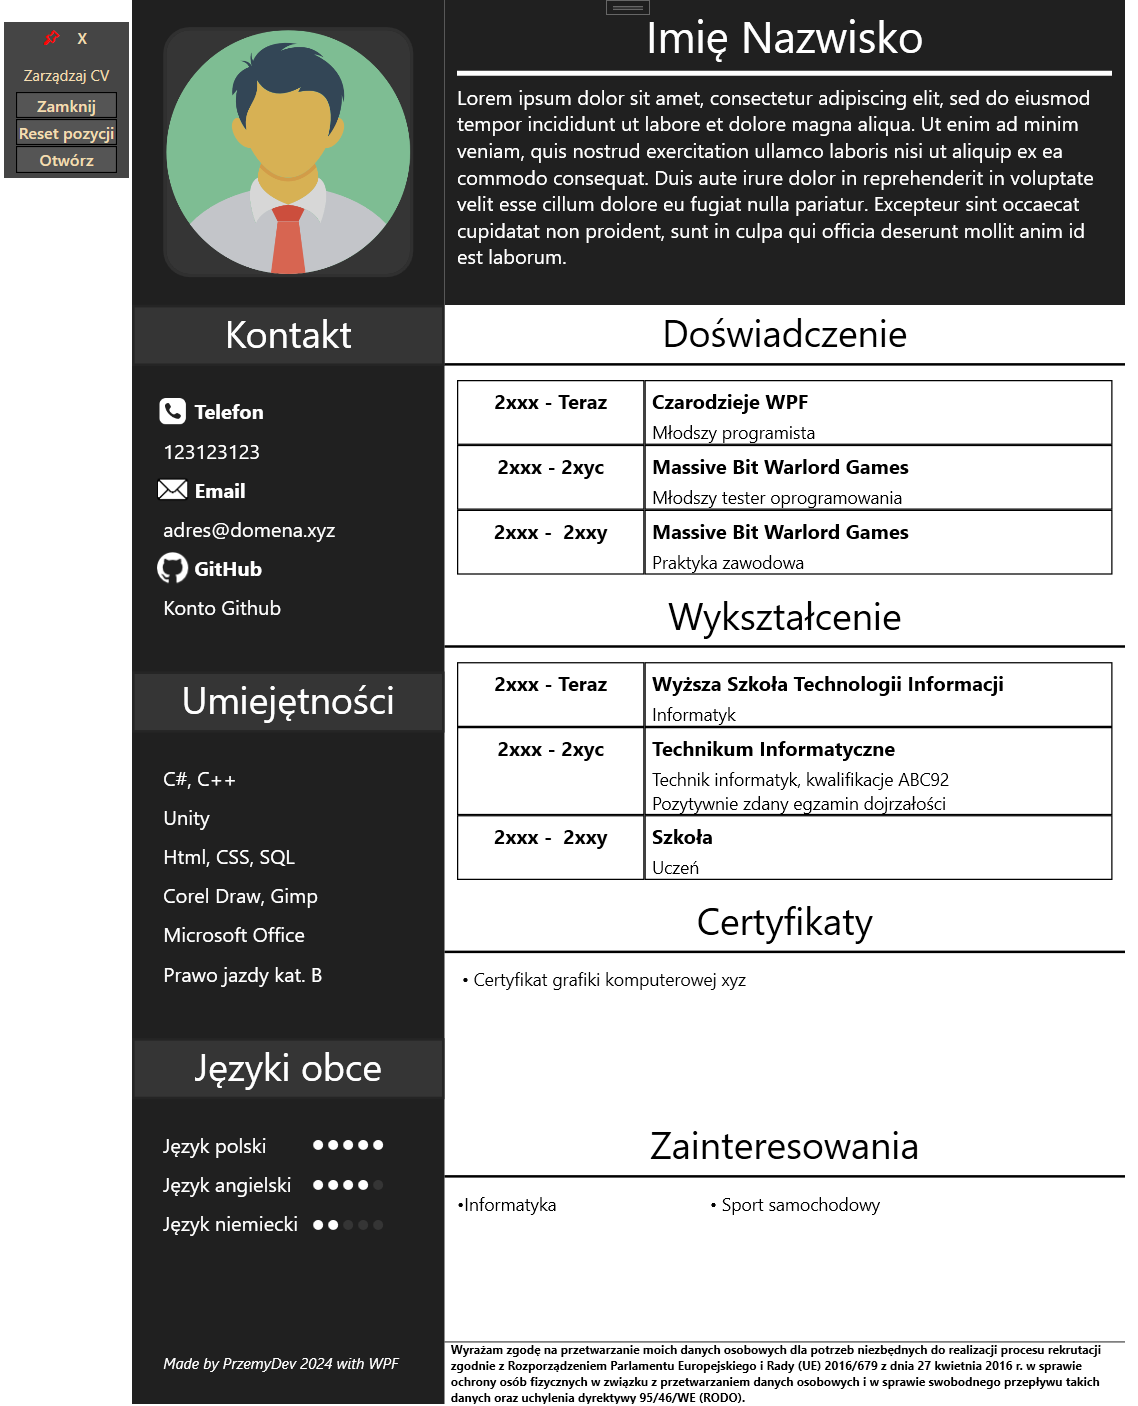 X
Zarządzaj CV
Zamknij
Reset pozycji
Otwórz
Imię Nazwisko
Lorem ipsum dolor sit amet, consectetur adipiscing elit, sed do eiusmod
tempor incididunt ut labore et dolore magna aliqua. Ut enim ad minim
veniam, quis nostrud exercitation ullamco laboris nisi ut aliquip ex ea
commodo consequat. Duis aute irure dolor in reprehenderit in voluptate
velit esse cillum dolore eu fugiat nulla pariatur. Excepteur sint occaecat
cupidatat non proident, sunt in culpa qui officia deserunt mollit anim id
est laborum.
Kontakt
Telefon
123123123
Email
adres@domena.xyz
GitHub
Konto Github
Umiejętności
C#, C++
Unity
Html, CSS, SQL
Corel Draw, Gimp
Microsoft Office
Prawo jazdy kat. B
Języki obce
Język polski
Język angielski
Język niemiecki
Made by PrzemyDev 2024 with WPF
Doświadczenie
2xxx - Teraz
Czarodzieje WPF
Młodszy programista
2xxx - 2xyc
Massive Bit Warlord Games
Młodszy tester oprogramowania
2xxx -  2xxy
Massive Bit Warlord Games
Praktyka zawodowa
Wykształcenie
2xxx - Teraz
Wyższa Szkoła Technologii Informacji
Informatyk
2xxx - 2xyc
Technikum Informatyczne
Technik informatyk, kwalifikacje ABC92
Pozytywnie zdany egzamin dojrzałości
2xxx -  2xxy
Szkoła
Uczeń
Certyfikaty
• Certyfikat grafiki komputerowej xyz
Zainteresowania
•Informatyka
• Sport samochodowy
Wyrażam zgodę na przetwarzanie moich danych osobowych dla potrzeb niezbędnych do realizacji procesu rekrutacji
zgodnie z Rozporządzeniem Parlamentu Europejskiego i Rady (UE) 2016/679 z dnia 27 kwietnia 2016 r. w sprawie
ochrony osób fizycznych w związku z przetwarzaniem danych osobowych i w sprawie swobodnego przepływu takich
danych oraz uchylenia dyrektywy 95/46/WE (RODO).